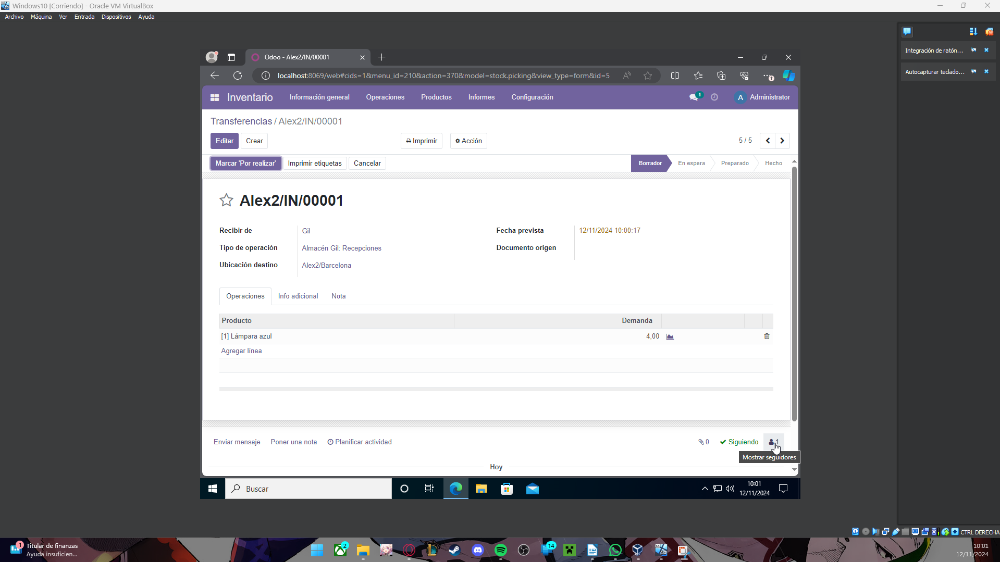 Windows10 [Corriendo] - Oracle VM VirtualBox
Archivo Máquina Ver Entrada Dispositivos Ayuda
Integración de ratón...
Autocapturar teclado...
Odoo - Alex2/IN/00001
localhost:8069/web#cids=1&menu_id=210&action=370&model=stock.picking&view_type=form&id=5
Inventario Información general Operaciones Productos Informes Configuración 1 A Administrator
Transferencias / Alex2/IN/00001
Editar Crear Imprimir Acción 5 / 5
Marcar 'Por realizar' Imprimir etiquetas Cancelar Borrador En espera Preparado Hecho
Alex2/IN/00001
Recibir de Gil Fecha prevista 12/11/2024 10:00:17
Tipo de operación Almacén Gil: Recepciones Documento origen
Ubicación destino Alex2/Barcelona
Operaciones Info adicional Nota
Producto Demanda
[1] Lámpara azul 4,00
Agregar línea
Enviar mensaje Poner una nota Planificar actividad 0 Siguiendo 1
Mostrar seguidores
Hoy
Buscar
10:01
12/11/2024
CTRL DERECHA
1 Titular de finanzas
Ayuda insuficien...
2
14
10:01
12/11/2024